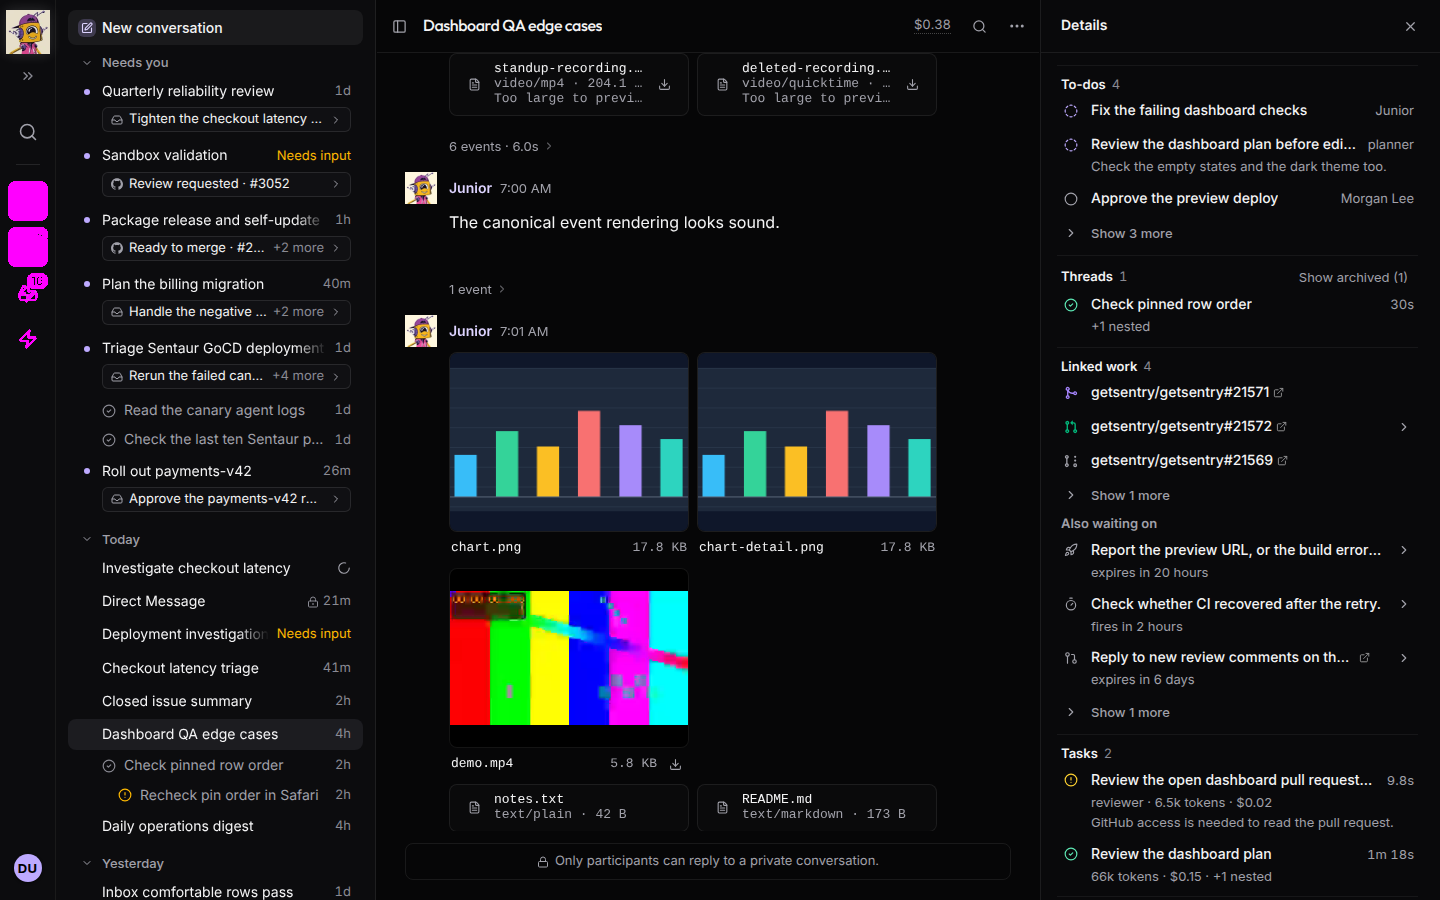 New conversation
Needs you
Quarterly reliability review 1d
Tighten the checkout latency ...
Sandbox validation Needs input
Review requested · #3052
Package release and self-update 1h
Ready to merge · #2... +2 more
Plan the billing migration 40m
Handle the negative ... +2 more
Triage Sentaur GoCD deployment 1d
Rerun the failed can... +4 more
Read the canary agent logs 1d
Check the last ten Sentaur p... 1d
Roll out payments-v42 26m
Approve the payments-v42 r...
Today
Investigate checkout latency
Direct Message 21m
Deployment investigation Needs input
Checkout latency triage 41m
Closed issue summary 2h
Dashboard QA edge cases 4h
Check pinned row order 2h
Recheck pin order in Safari 2h
Daily operations digest 4h
Yesterday
Inbox comfortable rows pass 1d
DU
Dashboard QA edge cases $0.38
standup-recording.…
video/mp4 · 204.1 …
Too large to previ…
deleted-recording.…
video/quicktime · …
Too large to previ…
6 events · 6.0s
Junior 7:00 AM
The canonical event rendering looks sound.
1 event
Junior 7:01 AM
chart.png 17.8 KB
chart-detail.png 17.8 KB
demo.mp4 5.8 KB
notes.txt
text/plain · 42 B
README.md
text/markdown · 173 B
Only participants can reply to a private conversation.
Details
To-dos 4
Fix the failing dashboard checks Junior
Review the dashboard plan before edi... planner
Check the empty states and the dark theme too.
Approve the preview deploy Morgan Lee
Show 3 more
Threads 1 Show archived (1)
Check pinned row order 30s
+1 nested
Linked work 4
getsentry/getsentry#21571
getsentry/getsentry#21572
getsentry/getsentry#21569
Show 1 more
Also waiting on
Report the preview URL, or the build error...
expires in 20 hours
Check whether CI recovered after the retry.
fires in 2 hours
Reply to new review comments on th...
expires in 6 days
Show 1 more
Tasks 2
Review the open dashboard pull request... 9.8s
reviewer · 6.5k tokens · $0.02
GitHub access is needed to read the pull request.
Review the dashboard plan 1m 18s
66k tokens · $0.15 · +1 nested